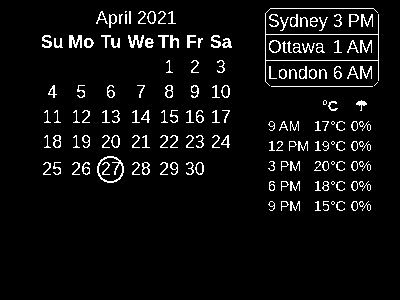 April 2021
Su Mo Tu We Th Fr Sa
1 2 3
4 5 6 7 8 9 10
11 12 13 14 15 16 17
18 19 20 21 22 23 24
25 26 27 28 29 30
Sydney 3 PM
Ottawa 1 AM
London 6 AM
°C ☂
9 AM 17°C 0%
12 PM 19°C 0%
3 PM 20°C 0%
6 PM 18°C 0%
9 PM 15°C 0%